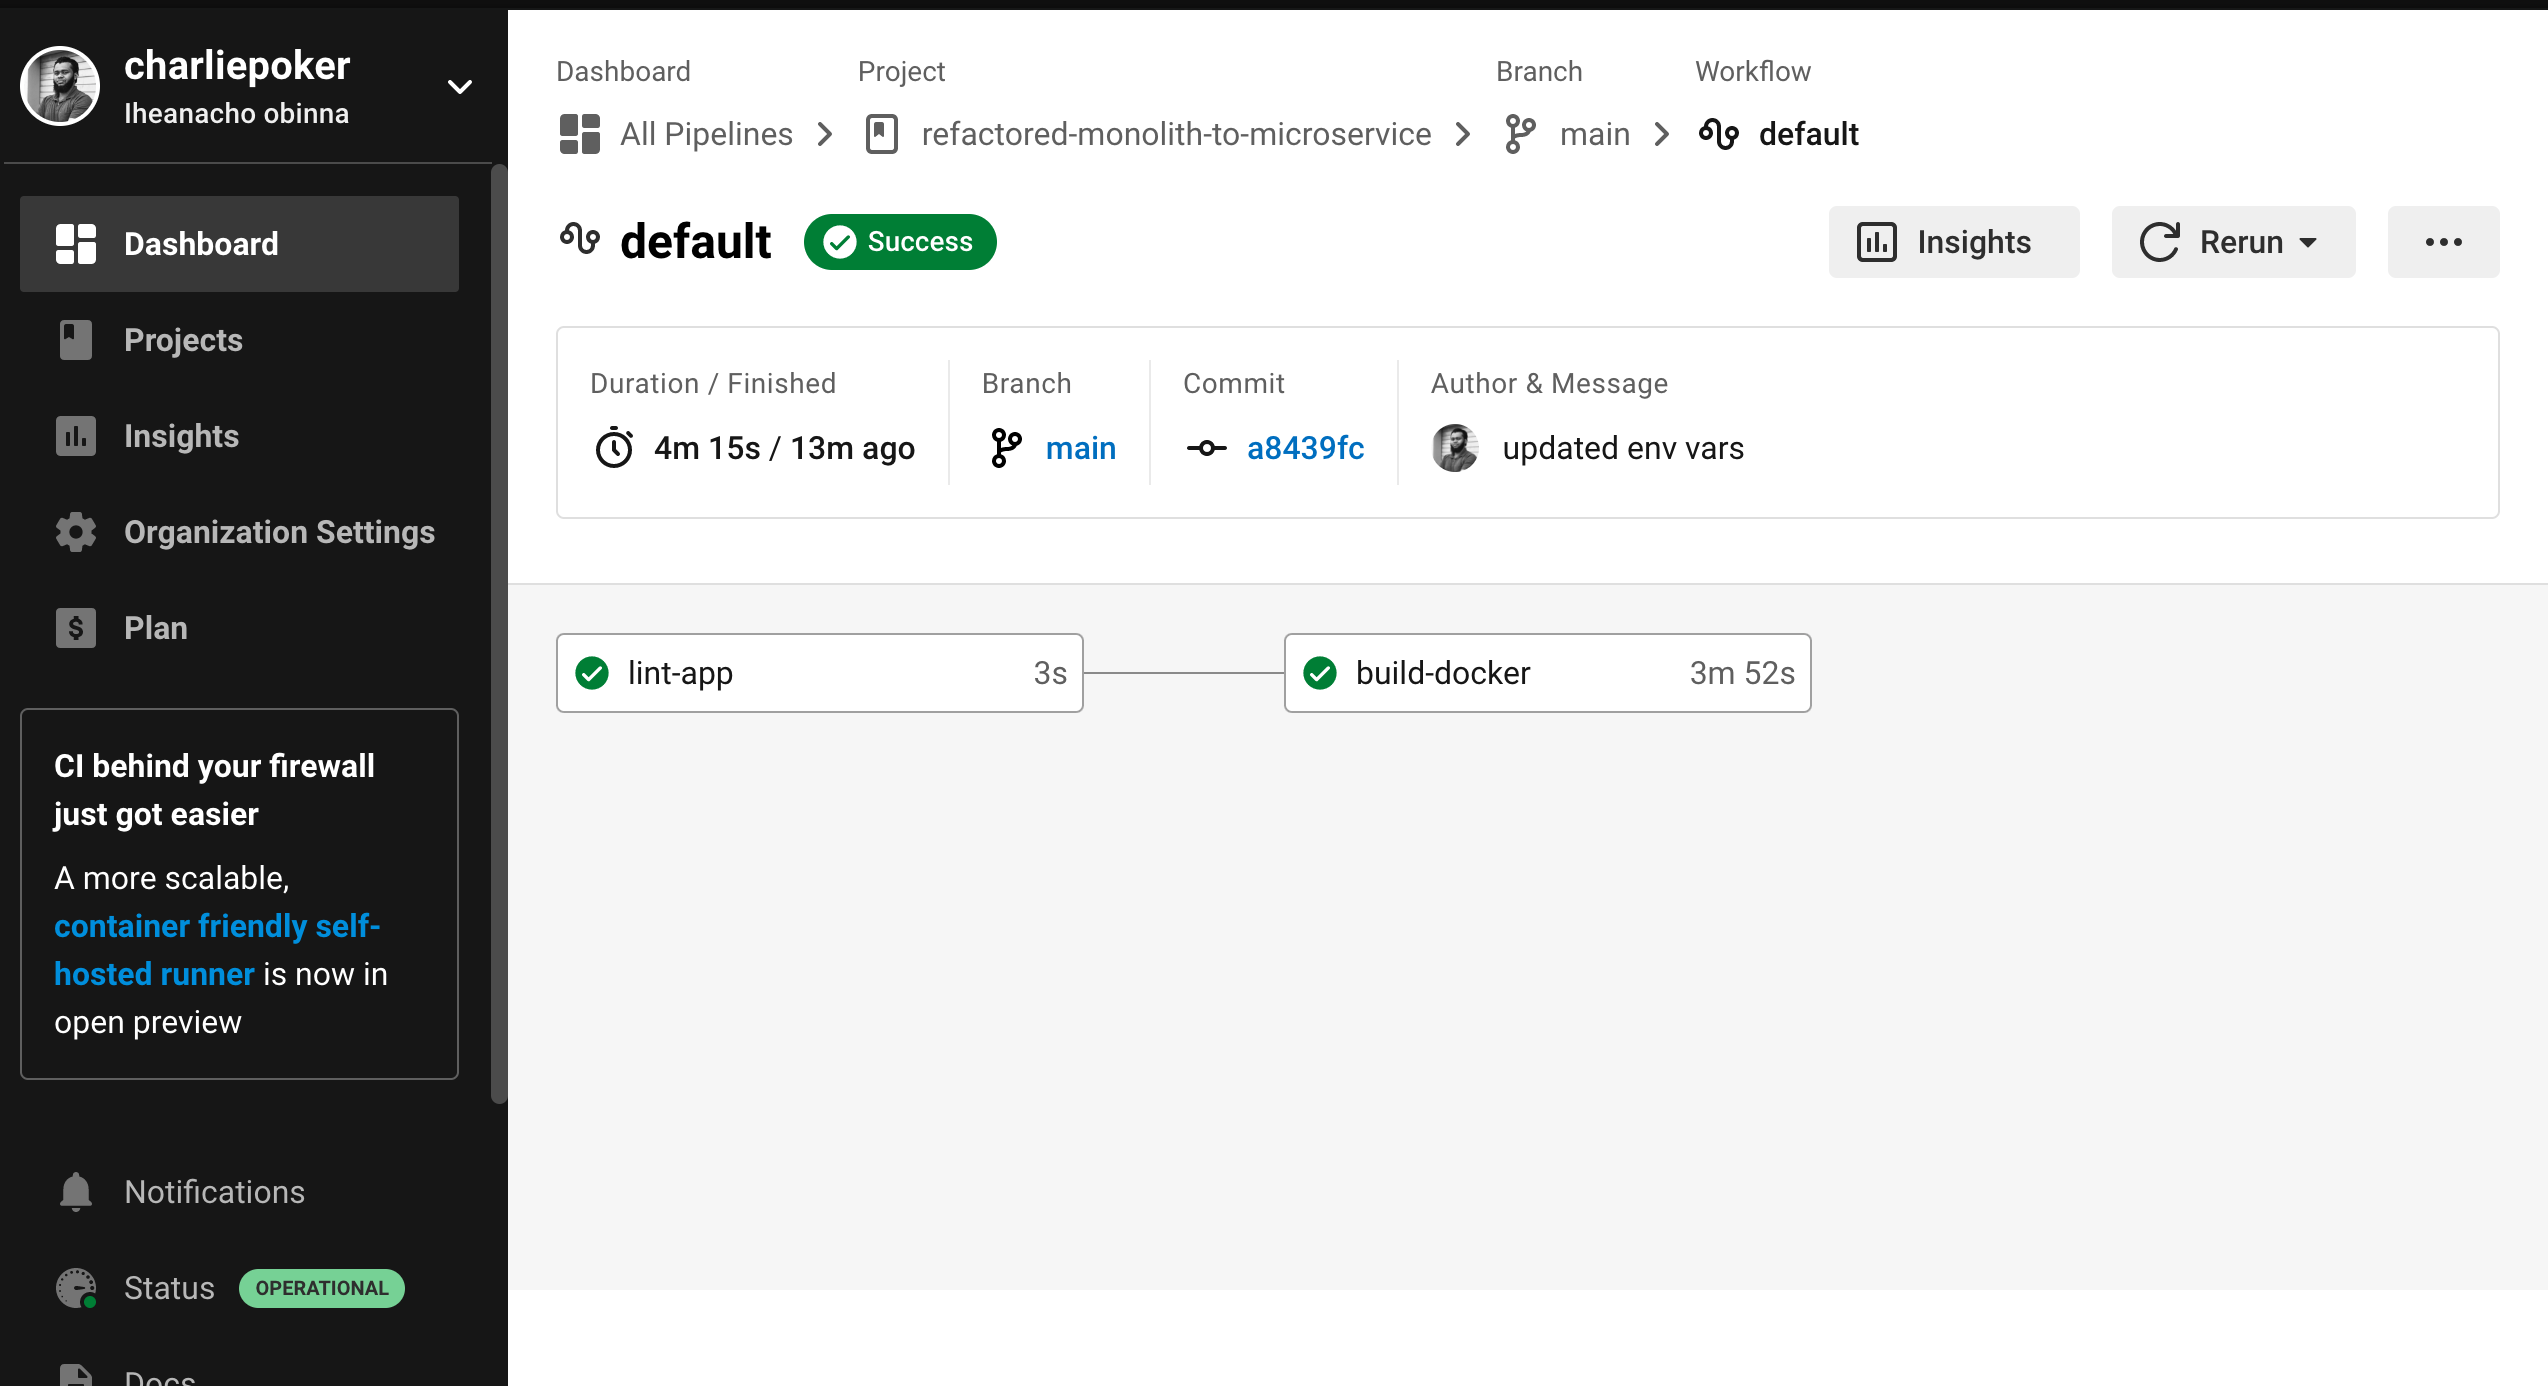 charliepoker
Iheanacho obinna
Dashboard
Projects
Insights
Organization Settings
Plan
CI behind your firewall
just got easier
A more scalable,
container friendly self-
hosted runner is now in
open preview
Notifications
Status OPERATIONAL
Docs
Dashboard Project Branch Workflow
All Pipelines refactored-monolith-to-microservice main default
default Success Insights Rerun
Duration / Finished Branch Commit Author & Message
4m 15s / 13m ago main a8439fc updated env vars
lint-app 3s build-docker 3m 52s